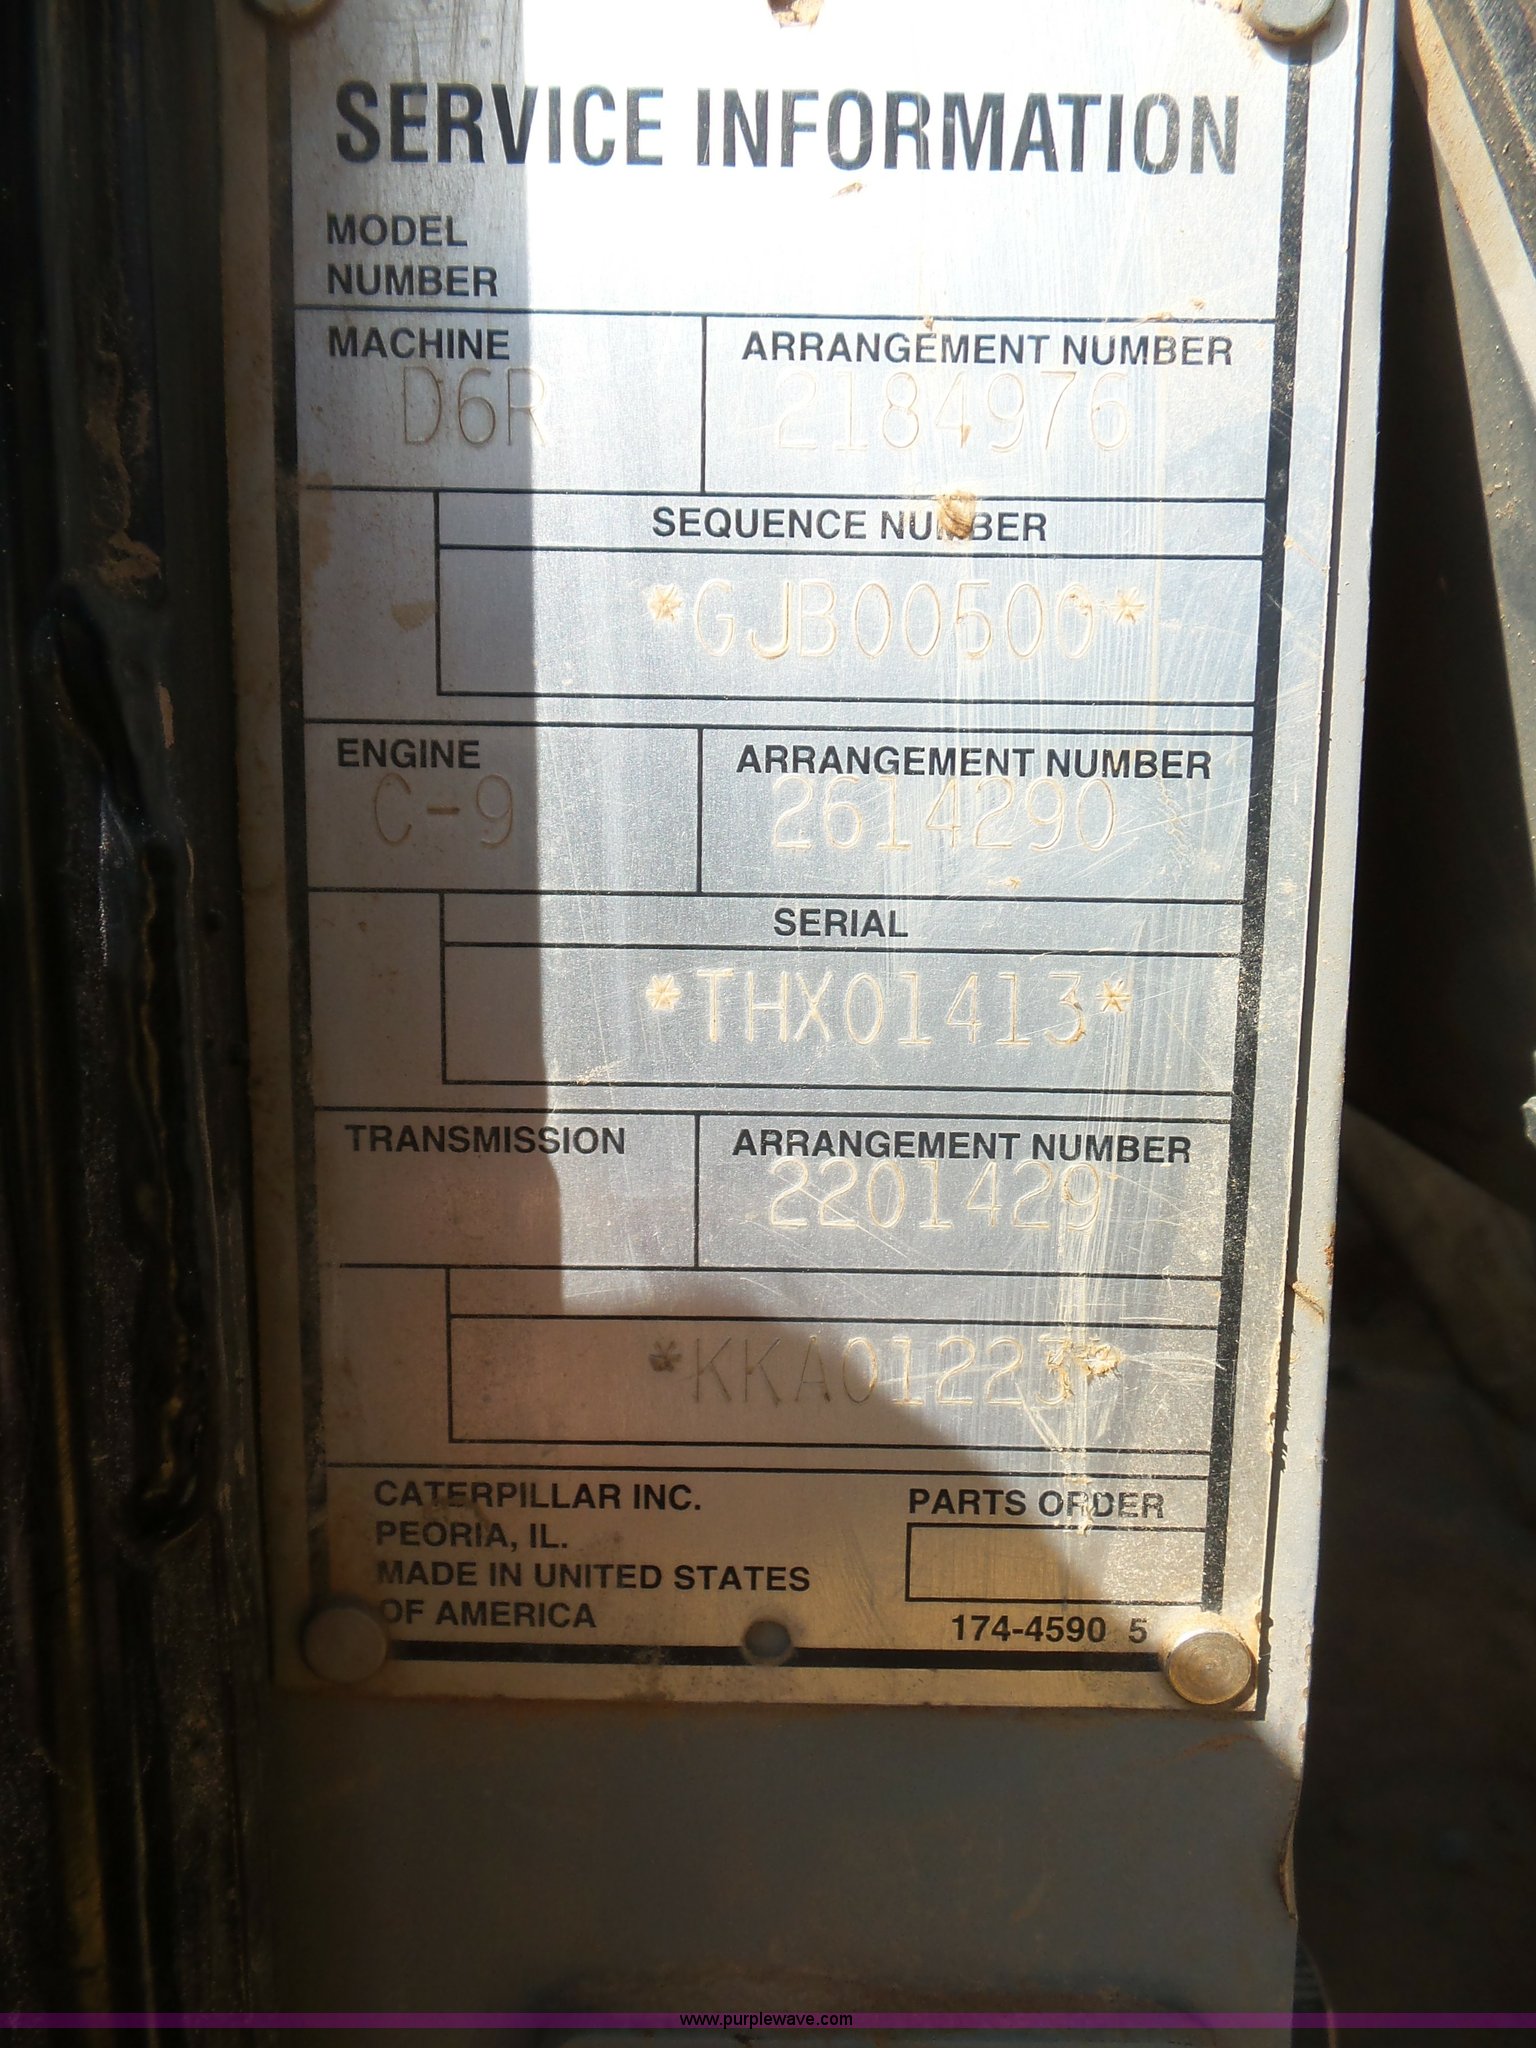 SERVICE INFORMATION
MODEL
NUMBER
MACHINE ARRANGEMENT NUMBER
D6R 2184976
SEQUENCE NUMBER
*GJB00500*
ENGINE ARRANGEMENT NUMBER
C-9 2614290
SERIAL
*THX01413*
TRANSMISSION ARRANGEMENT NUMBER
2201429
*KKA01223*
CATERPILLAR INC. PARTS ORDER
PEORIA, IL.
MADE IN UNITED STATES
OF AMERICA
174-4590 5
www.purplewave.com